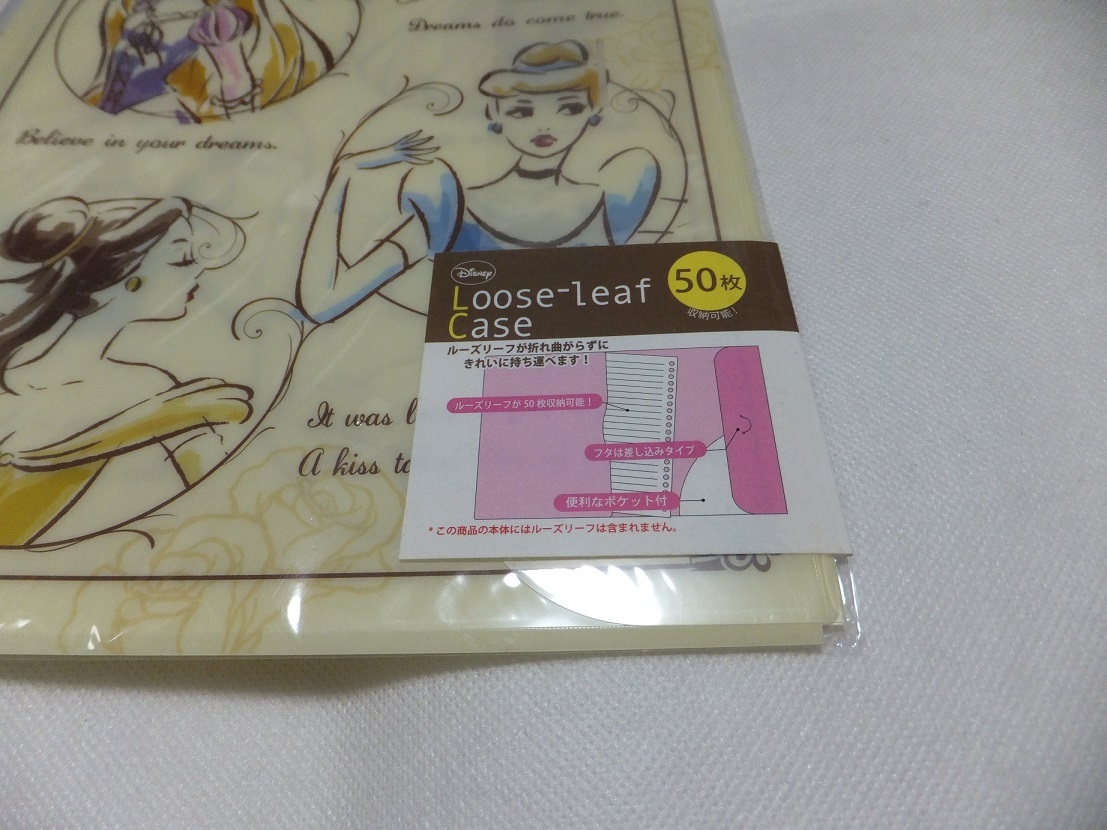 Dreams do come true.
Believe in your dreams.
Disney
Loose-leaf
Case
50枚
収納可能！
ルーズリーフが折れ曲がらずに
きれいに持ち運べます！
ルーズリーフが50枚収納可能！
フタは差し込みタイプ
便利なポケット付
It was
A kiss
*この商品の本体にはルーズリーフは含まれません。